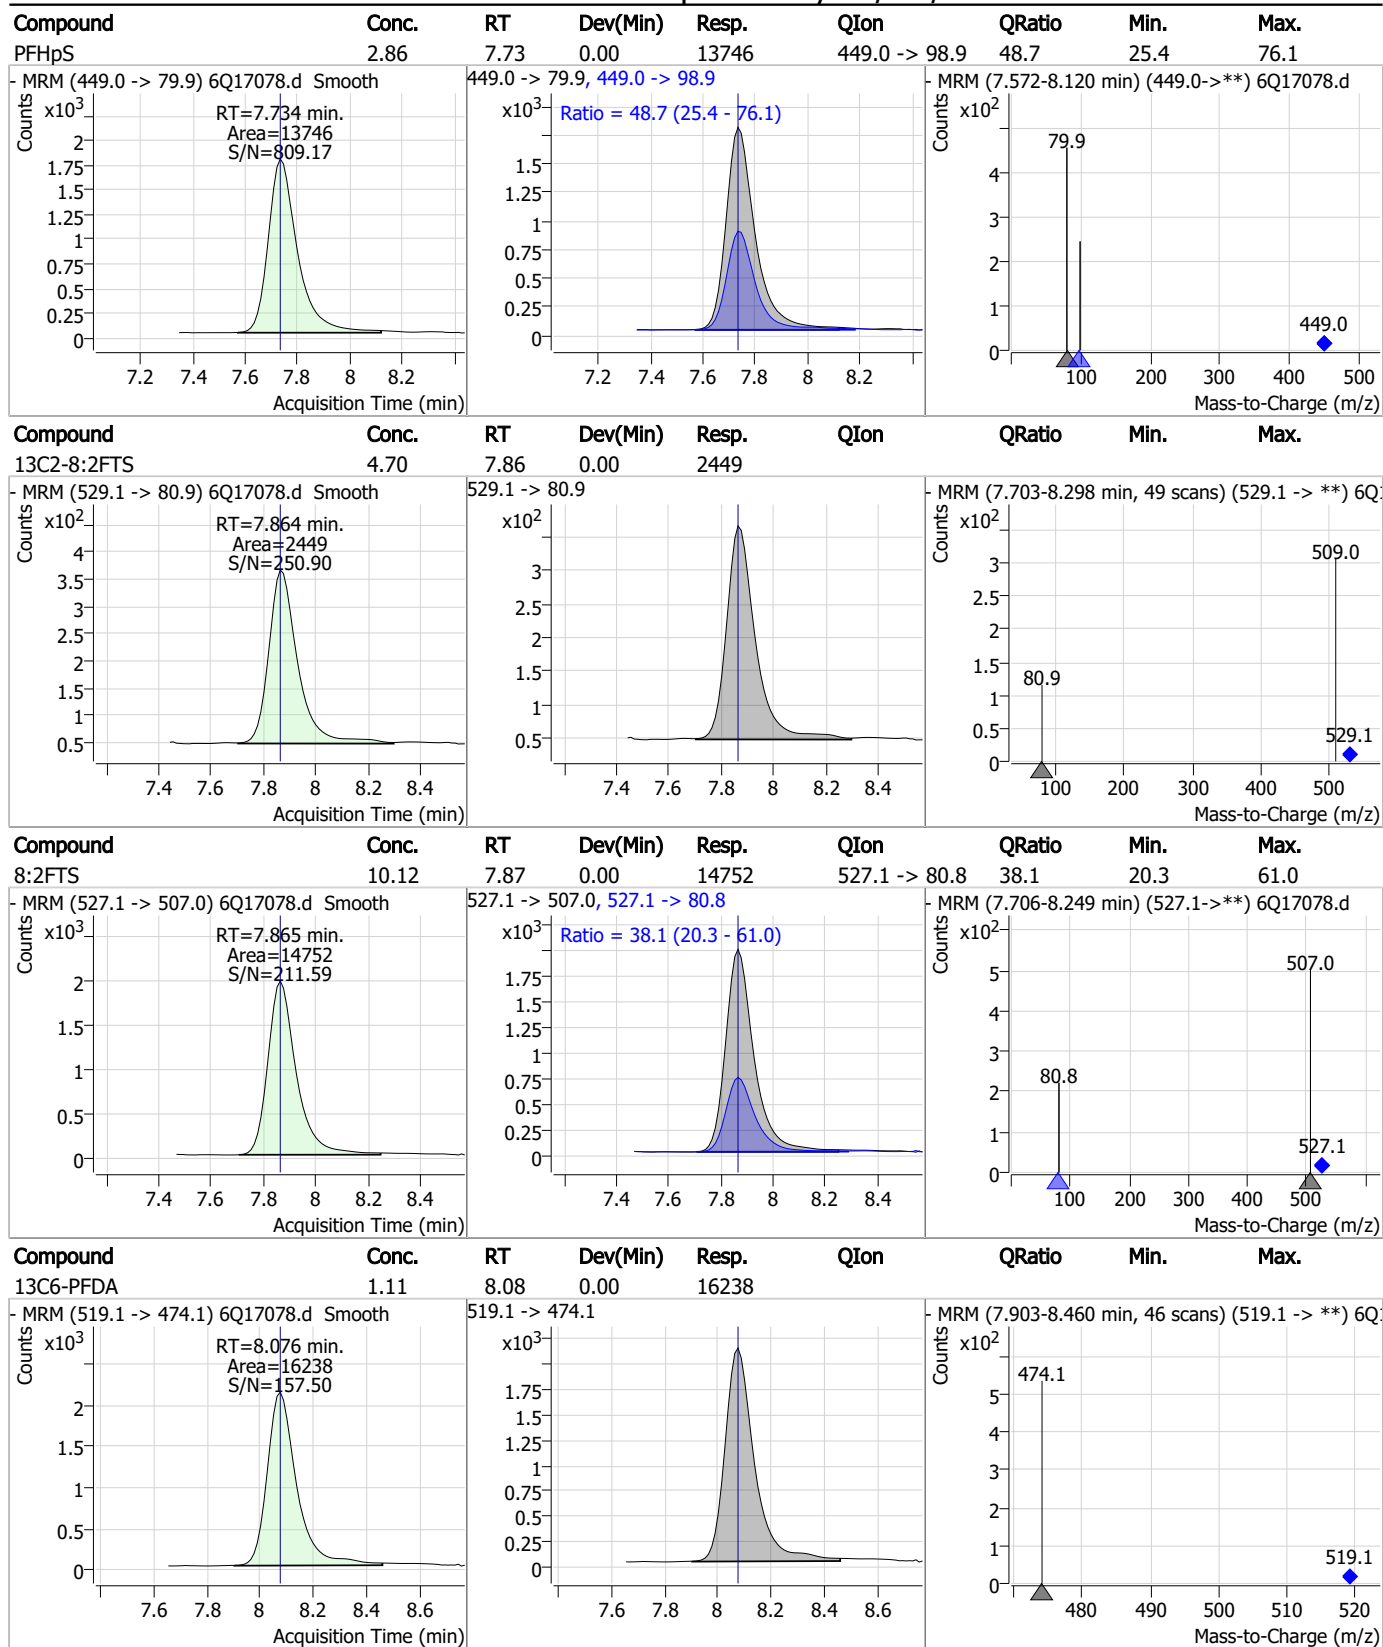 Compound Conc. RT Dev(Min) Resp. QIon QRatio Min. Max.
PFHpS 2.86 7.73 0.00 13746 449.0 -> 98.9 48.7 25.4 76.1
- MRM (449.0 -> 79.9) 6Q17078.d Smooth
Counts
x10³
RT=7.734 min.
Area=13746
S/N=809.17
2
1.75
1.5
1.25
1
0.75
0.5
0.25
0
7.2 7.4 7.6 7.8 8 8.2
Acquisition Time (min)
449.0 -> 79.9, 449.0 -> 98.9
x10³
Ratio = 48.7 (25.4 - 76.1)
1.5
1.25
1
0.75
0.5
0.25
0
7.2 7.4 7.6 7.8 8 8.2
Acquisition Time (min)
- MRM (7.572-8.120 min) (449.0->**) 6Q17078.d
Counts
x10²
79.9
4
3
2
1
0
449.0
100 200 300 400 500
Mass-to-Charge (m/z)
Compound Conc. RT Dev(Min) Resp. QIon QRatio Min. Max.
13C2-8:2FTS 4.70 7.86 0.00 2449
- MRM (529.1 -> 80.9) 6Q17078.d Smooth
Counts
x10²
RT=7.864 min.
Area=2449
S/N=250.90
4
3.5
3
2.5
2
1.5
1
0.5
7.4 7.6 7.8 8 8.2 8.4
Acquisition Time (min)
529.1 -> 80.9
x10²
3
2.5
2
1.5
1
0.5
7.4 7.6 7.8 8 8.2 8.4
Acquisition Time (min)
- MRM (7.703-8.298 min, 49 scans) (529.1 -> **) 6Q
Counts
x10²
509.0
3
2.5
2
1.5
1
0.5
0
80.9
529.1
100 200 300 400 500
Mass-to-Charge (m/z)
Compound Conc. RT Dev(Min) Resp. QIon QRatio Min. Max.
8:2FTS 10.12 7.87 0.00 14752 527.1 -> 80.8 38.1 20.3 61.0
- MRM (527.1 -> 507.0) 6Q17078.d Smooth
Counts
x10³
RT=7.865 min.
Area=14752
S/N=211.59
2
1.5
1
0.5
0
7.4 7.6 7.8 8 8.2 8.4
Acquisition Time (min)
527.1 -> 507.0, 527.1 -> 80.8
x10³
Ratio = 38.1 (20.3 - 61.0)
1.75
1.5
1.25
1
0.75
0.5
0.25
0
7.4 7.6 7.8 8 8.2 8.4
Acquisition Time (min)
- MRM (7.706-8.249 min) (527.1->**) 6Q17078.d
Counts
x10²
507.0
5
4
3
2
1
0
80.8
527.1
100 200 300 400 500
Mass-to-Charge (m/z)
Compound Conc. RT Dev(Min) Resp. QIon QRatio Min. Max.
13C6-PFDA 1.11 8.08 0.00 16238
- MRM (519.1 -> 474.1) 6Q17078.d Smooth
Counts
x10³
RT=8.076 min.
Area=16238
S/N=157.50
2
1.5
1
0.5
0
7.6 7.8 8 8.2 8.4 8.6
Acquisition Time (min)
519.1 -> 474.1
x10³
1.75
1.5
1.25
1
0.75
0.5
0.25
0
7.6 7.8 8 8.2 8.4 8.6
Acquisition Time (min)
- MRM (7.903-8.460 min, 46 scans) (519.1 -> **) 6Q
Counts
x10²
474.1
5
4
3
2
1
0
519.1
480 490 500 510 520
Mass-to-Charge (m/z)